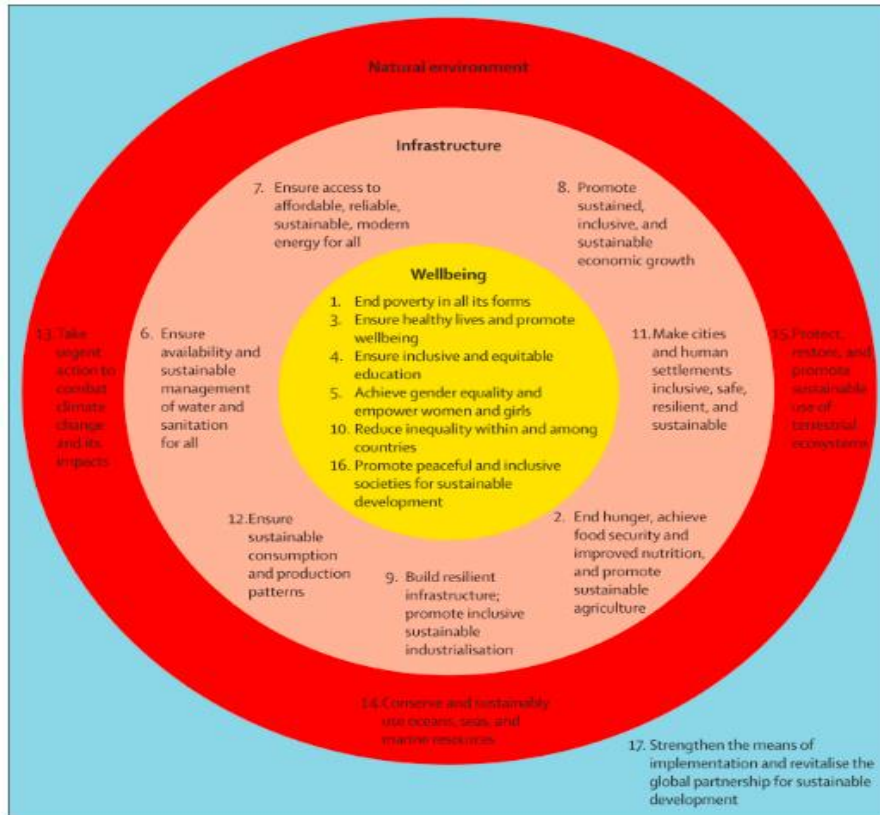 Natural environment
Infrastructure
7. Ensure access to
affordable, reliable,
sustainable, modern
energy for all
8. Promote
sustained,
inclusive, and
sustainable
economic growth
Wellbeing
1. End poverty in all its forms
3. Ensure healthy lives and promote
wellbeing
4. Ensure inclusive and equitable
education
5. Achieve gender equality and
empower women and girls
10. Reduce inequality within and among
countries
16. Promote peaceful and inclusive
societies for sustainable
development
13. Take
urgent
action to
combat
climate
change
and its
impacts
6. Ensure
availability and
sustainable
management
of water and
sanitation
for all
11. Make cities
and human
settlements
inclusive, safe,
resilient, and
sustainable
15. Protect,
restore, and
promote
sustainable
use of
terrestrial
ecosystems
12. Ensure
sustainable
consumption
and production
patterns
9. Build resilient
infrastructure;
promote inclusive
sustainable
industrialisation
2. End hunger, achieve
food security and
improved nutrition,
and promote
sustainable
agriculture
14. Conserve and sustainably
use oceans, seas, and
marine resources
17. Strengthen the means of
implementation and revitalise the
global partnership for sustainable
development